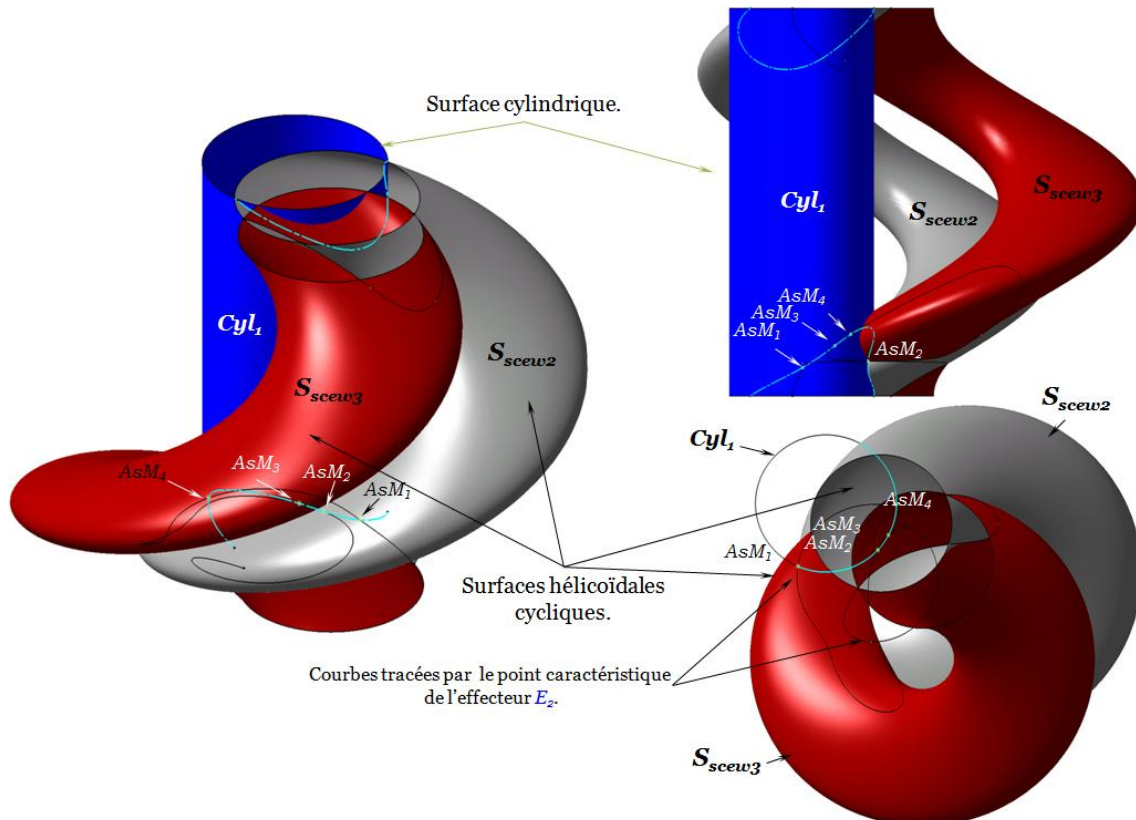 Surface cylindrique.
Cyl1
Sscew2
Sscew3
AsM4
AsM3
AsM2
AsM1
Cyl1
Sscew2
Sscew3
AsM4
AsM3
AsM1
AsM2
Surfaces hélicoïdales
cycliques.
Courbes tracées par le point caractéristique
de l'effecteur E2.
Sscew2
Cyl1
AsM4
AsM3
AsM2
AsM1
Sscew3